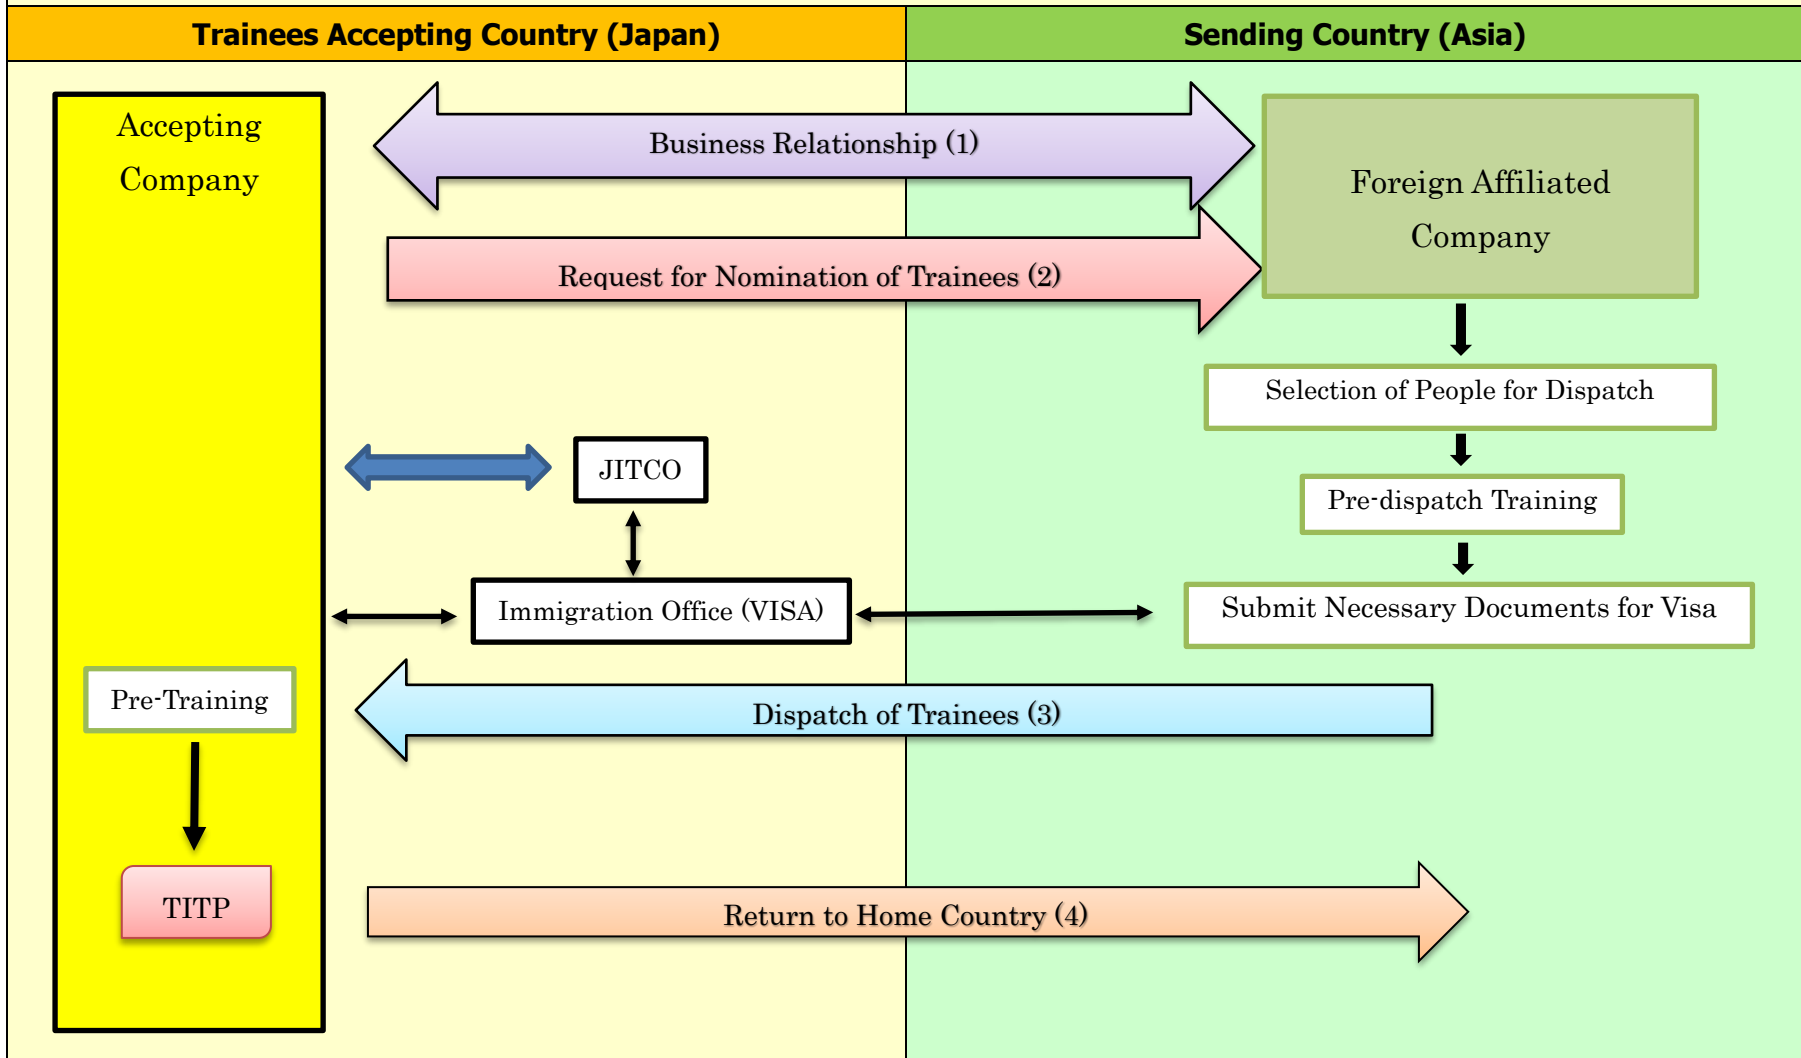 Trainees Accepting Country (Japan)
Sending Country (Asia)
Accepting
Company
Business Relationship (1)
Foreign Affiliated
Company
Request for Nomination of Trainees (2)
Selection of People for Dispatch
JITCO
Pre-dispatch Training
Immigration Office (VISA)
Submit Necessary Documents for Visa
Pre-Training
Dispatch of Trainees (3)
TITP
Return to Home Country (4)